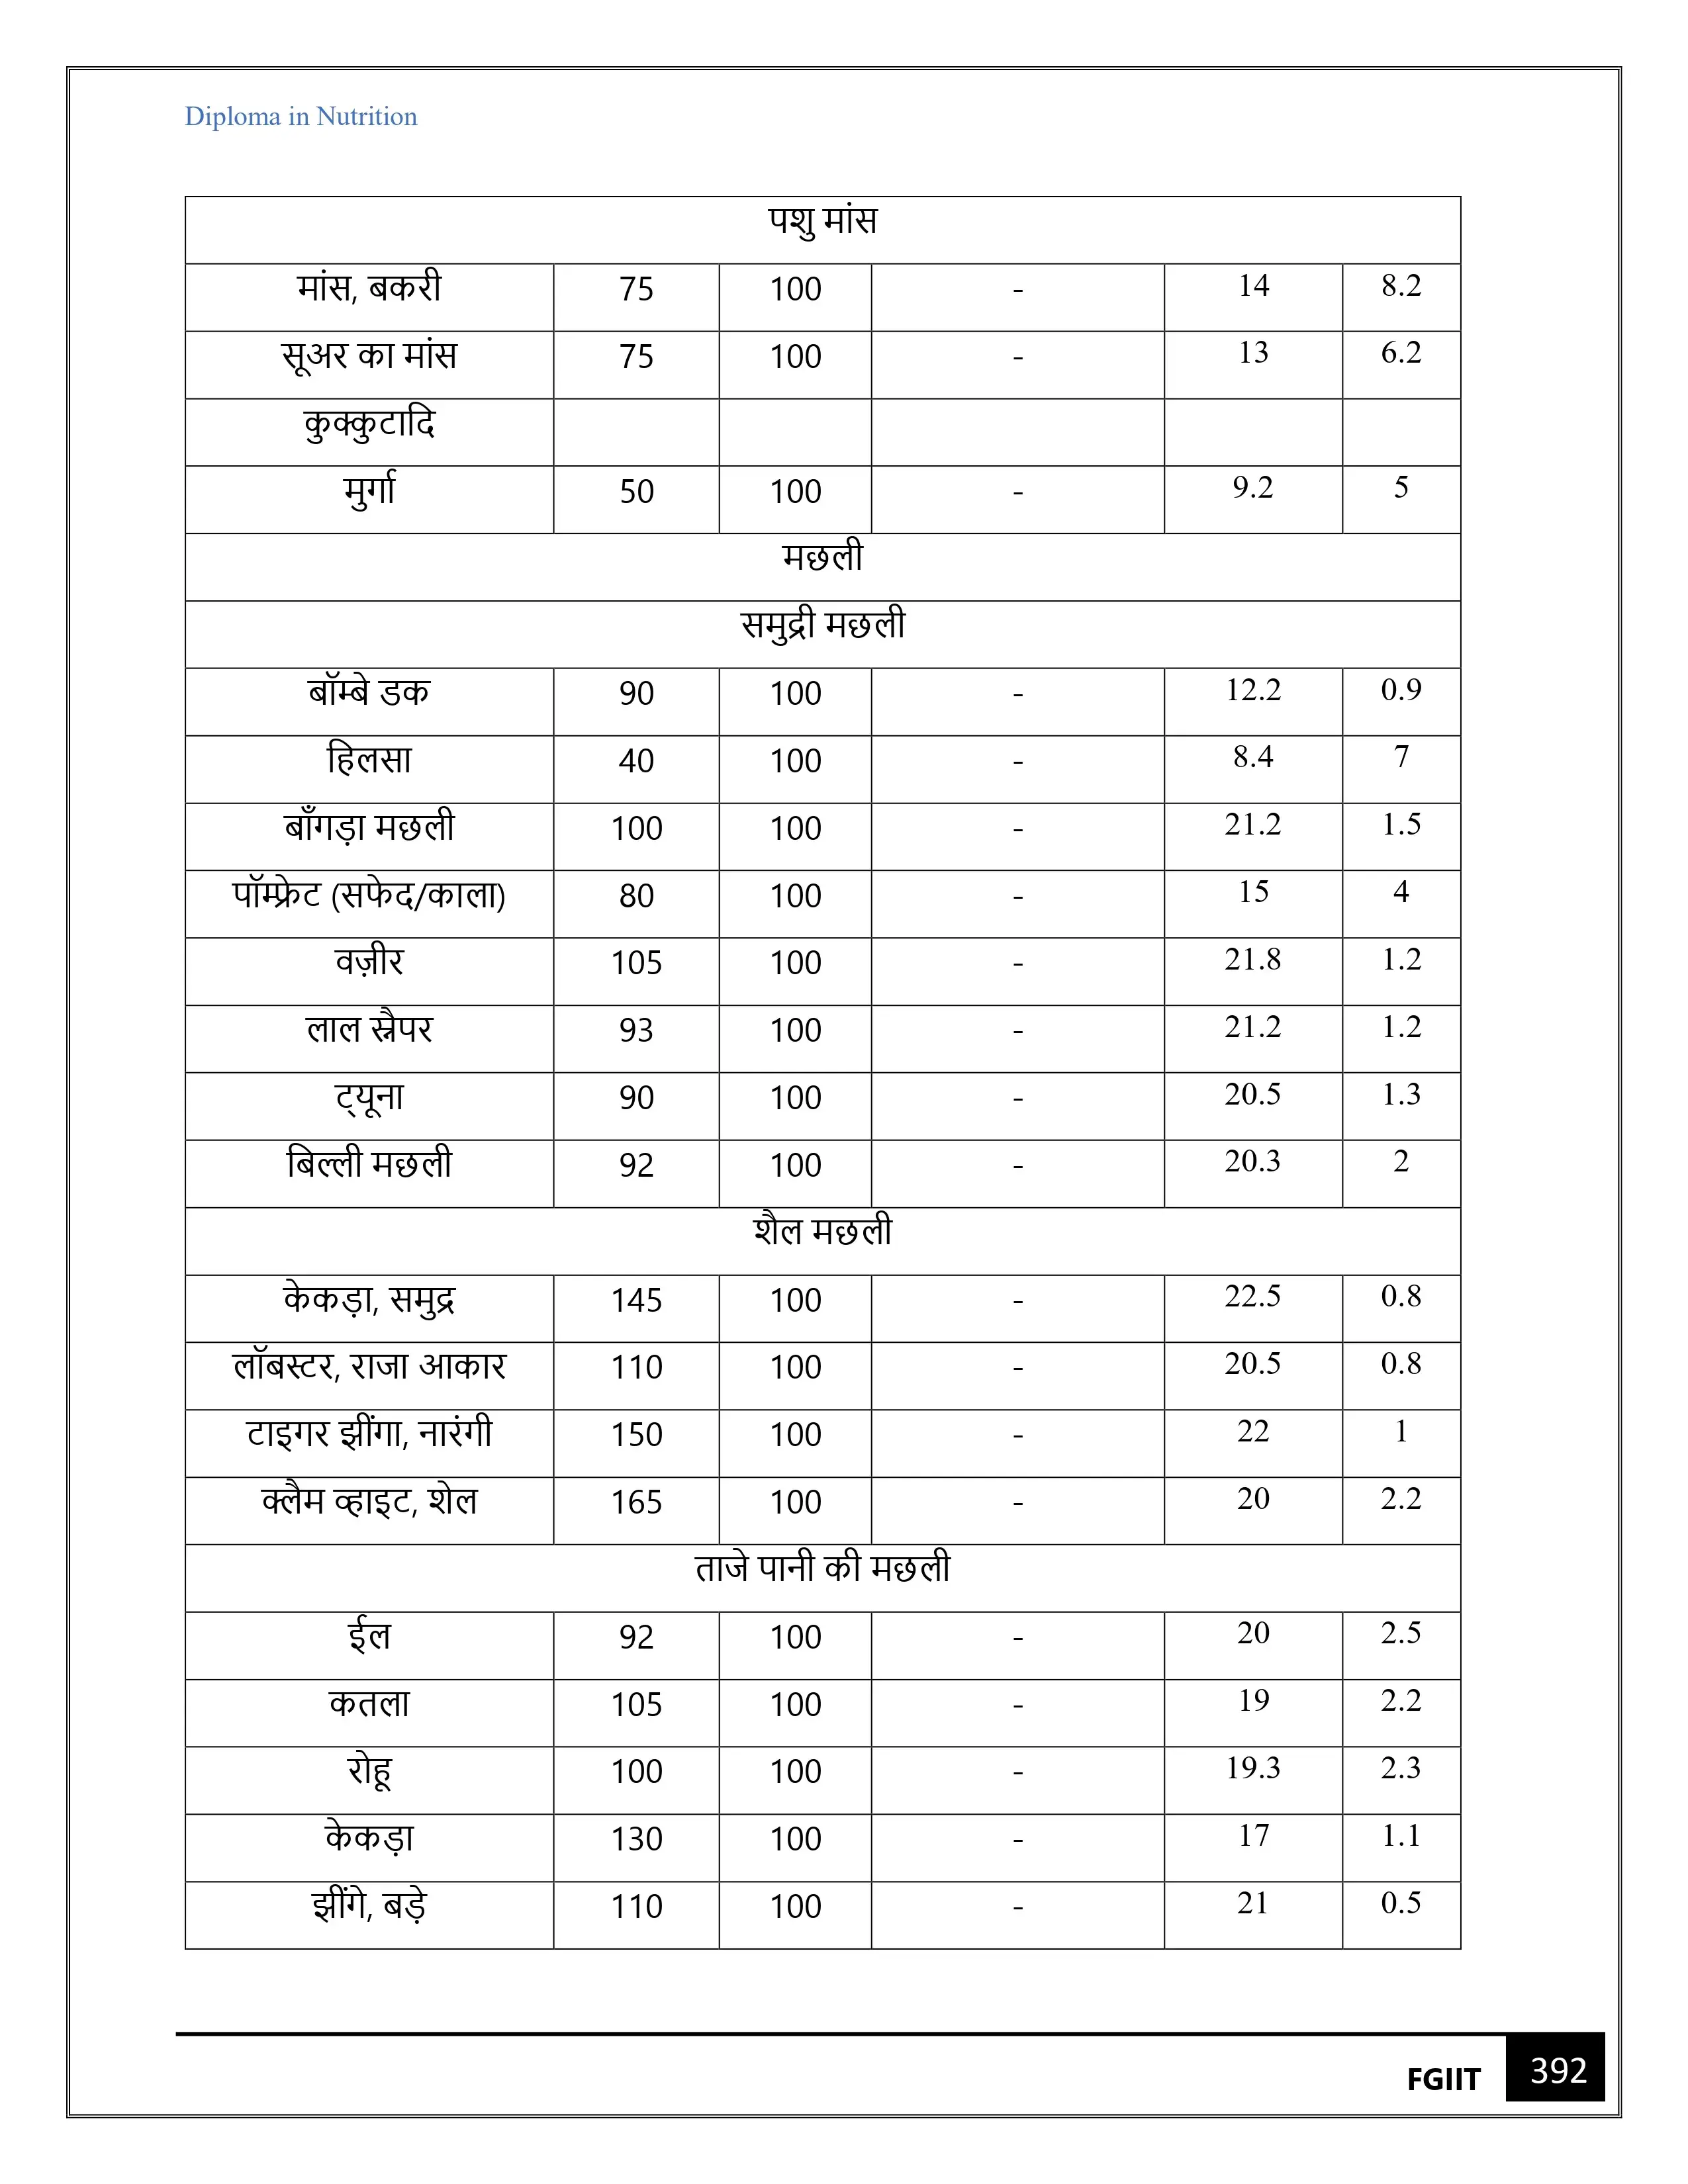 Diploma in Nutrition
पशु मांस
मांस, बकरी 75 100 - 14 8.2
सूअर का मांस 75 100 - 13 6.2
कुक्कुटादि
मुर्गा 50 100 - 9.2 5
मछली
समुद्री मछली
बॉम्बे डक 90 100 - 12.2 0.9
हिलसा 40 100 - 8.4 7
बाँगड़ा मछली 100 100 - 21.2 1.5
पॉम्फ्रेट (सफेद/काला) 80 100 - 15 4
वज़ीर 105 100 - 21.8 1.2
लाल स्नैपर 93 100 - 21.2 1.2
ट्यूना 90 100 - 20.5 1.3
बिल्ली मछली 92 100 - 20.3 2
शैल मछली
केकड़ा, समुद्र 145 100 - 22.5 0.8
लॉबस्टर, राजा आकार 110 100 - 20.5 0.8
टाइगर झींगा, नारंगी 150 100 - 22 1
क्लैम व्हाइट, शेल 165 100 - 20 2.2
ताजे पानी की मछली
ईल 92 100 - 20 2.5
कतला 105 100 - 19 2.2
रोहू 100 100 - 19.3 2.3
केकड़ा 130 100 - 17 1.1
झींगे, बड़े 110 100 - 21 0.5
FGIIT 392